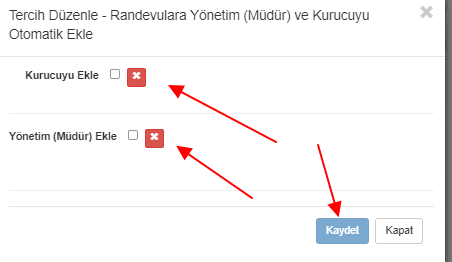 Tercih Düzenle - Randevulara Yönetim (Müdür) ve Kurucuyu
Otomatik Ekle
Kurucuyu Ekle
Yönetim (Müdür) Ekle
Kaydet Kapat